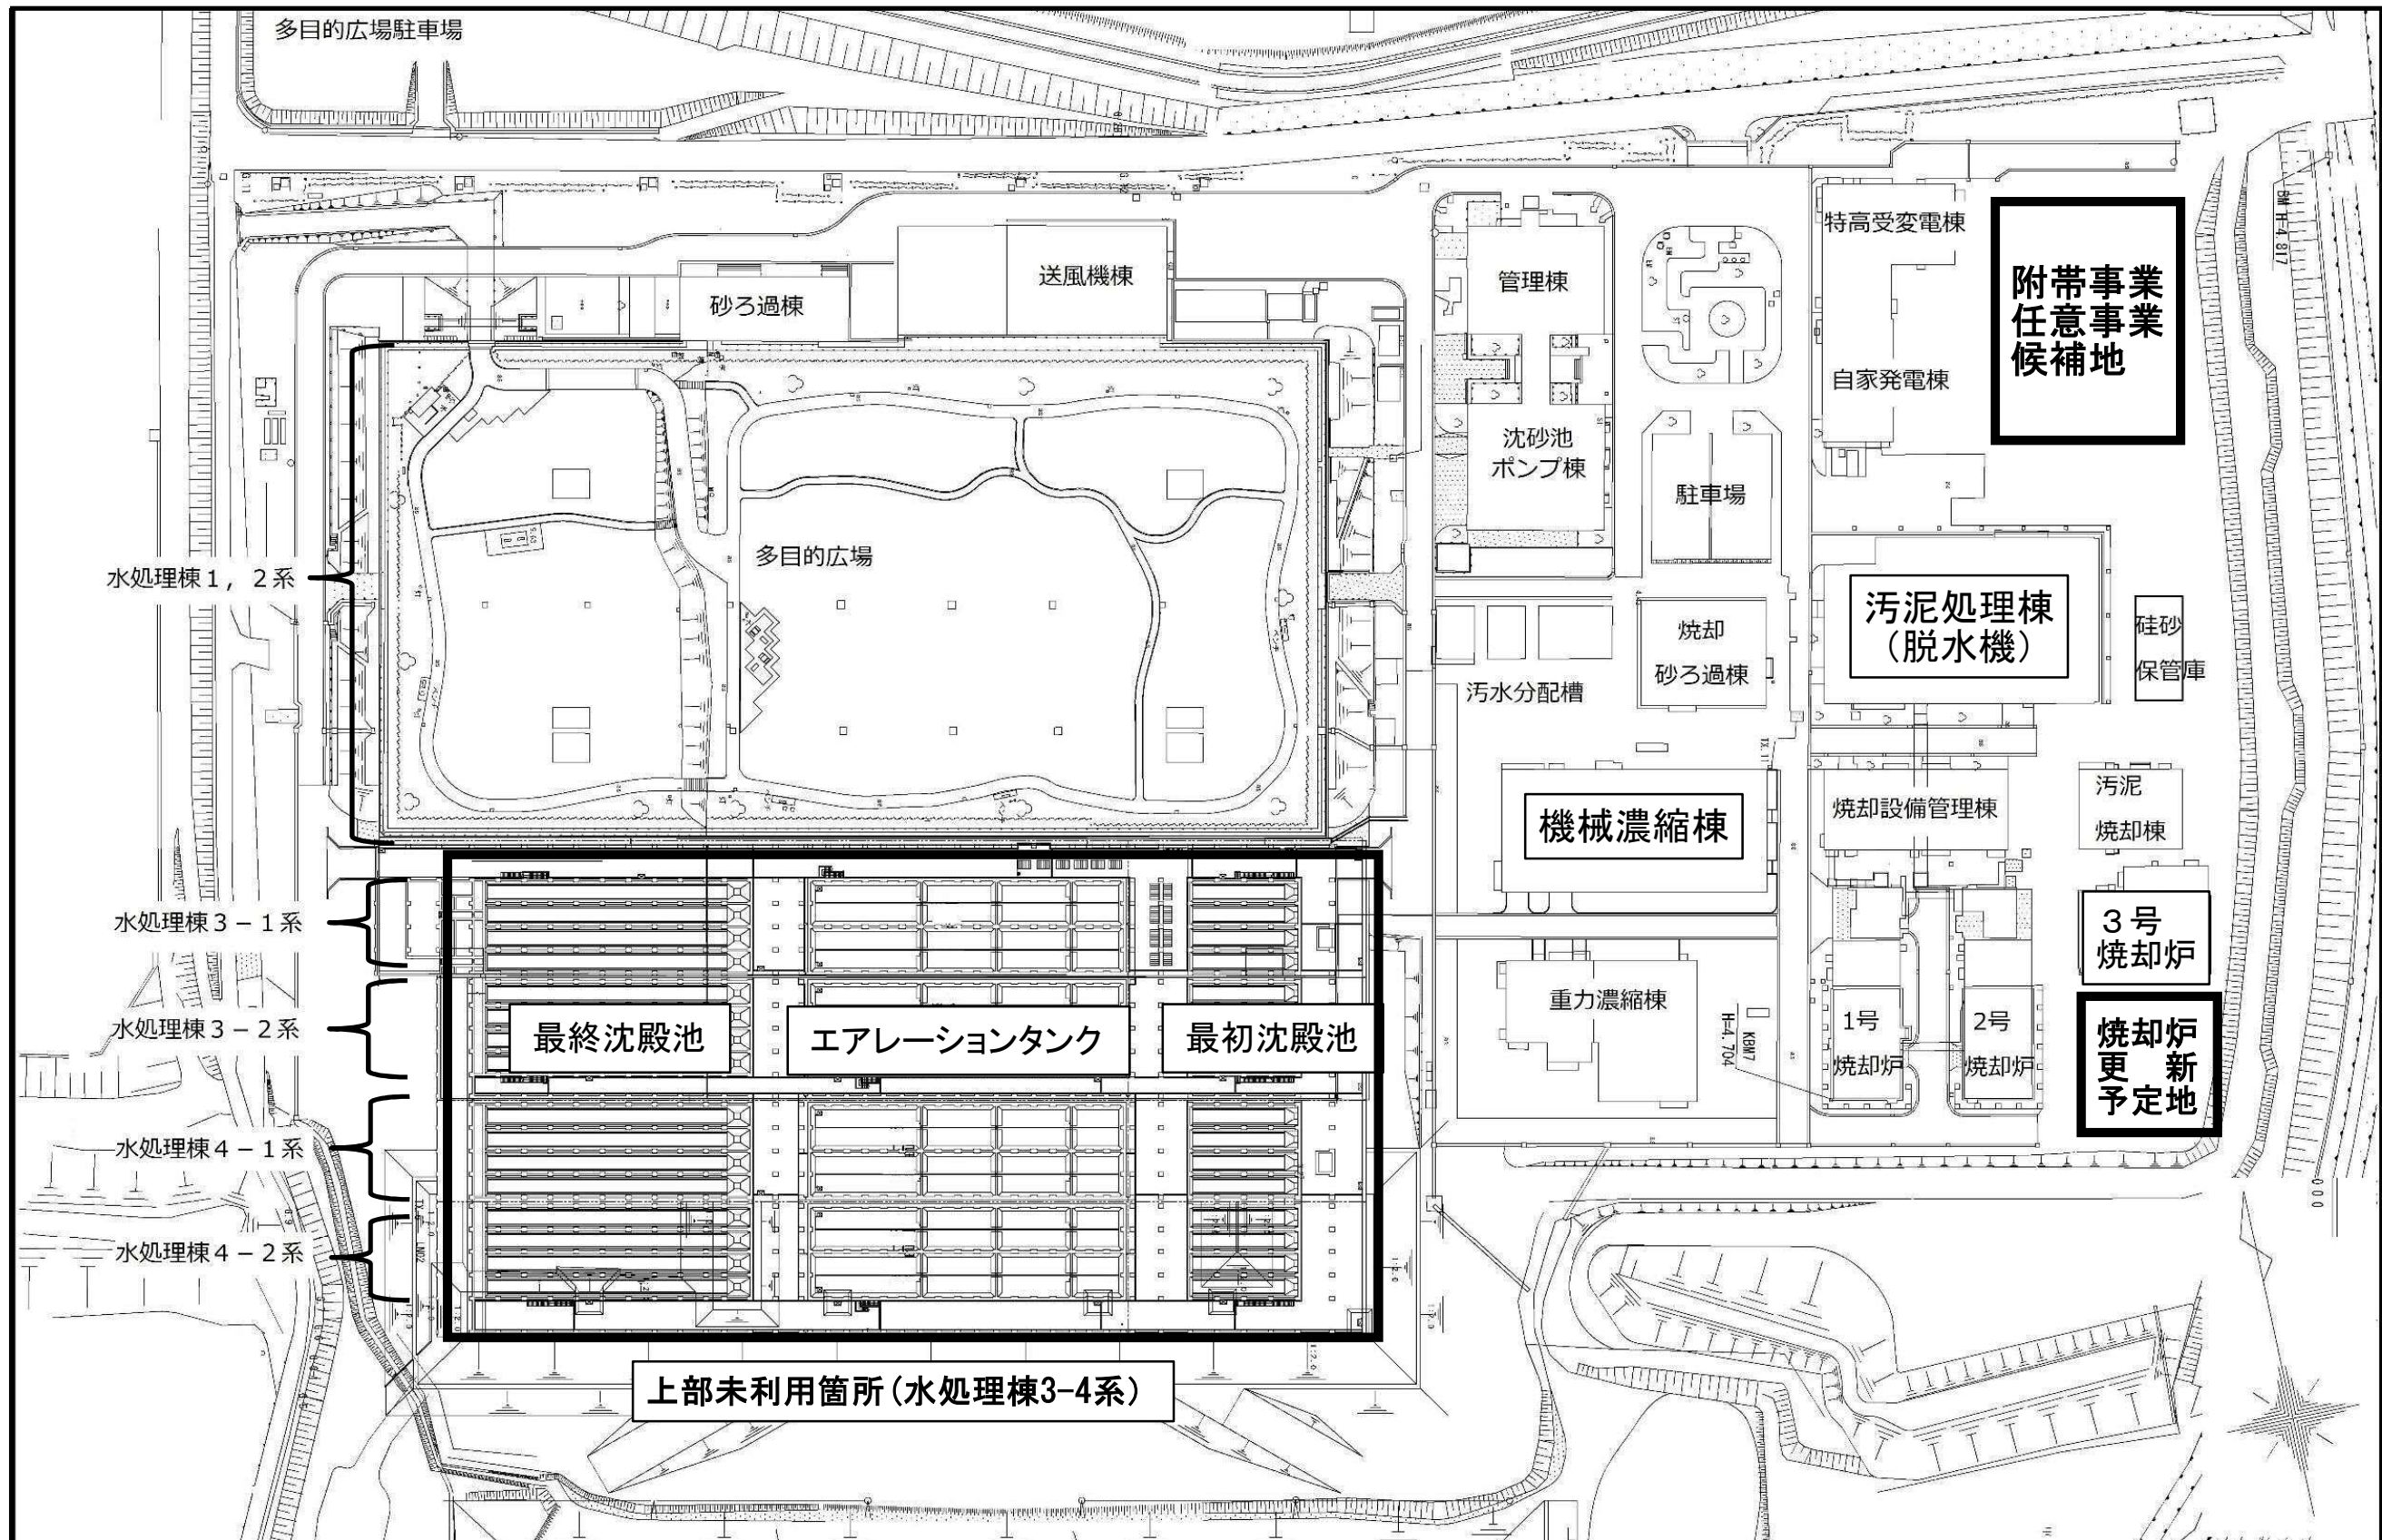 多目的広場駐車場
BM H=4.817
特高受変電棟
附帯事業
任意事業
候補地
送風機棟
管理棟
砂ろ過棟
自家発電棟
沈砂池
ポンプ棟
駐車場
多目的広場
水処理棟1，2系
汚泥処理棟
（脱水機）
硅砂
保管庫
焼却
砂ろ過棟
汚水分配槽
機械濃縮棟
焼却設備管理棟
汚泥
焼却棟
水処理棟3－1系
3号
焼却炉
水処理棟3－2系
最終沈殿池
エアレーションタンク
最初沈殿池
重力濃縮棟
KBM7
H=4.704
1号
焼却炉
2号
焼却炉
焼却炉
更　新
予定地
水処理棟4－1系
水処理棟4－2系
上部未利用箇所（水処理棟3-4系）